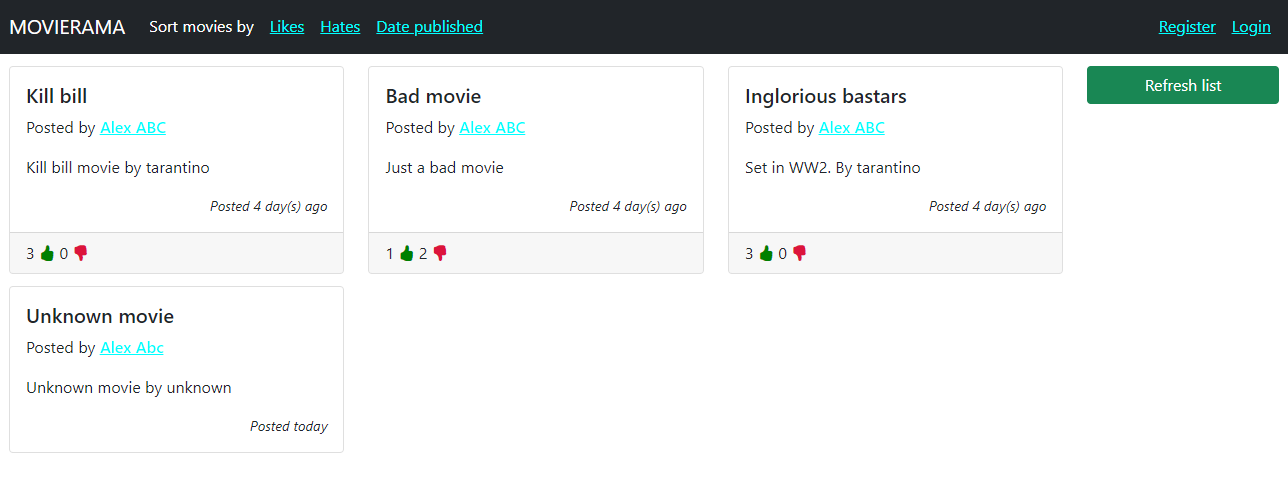 MOVIERAMA Sort movies by Likes Hates Date published Register Login
Refresh list
Kill bill
Posted by Alex ABC
Kill bill movie by tarantino
Posted 4 day(s) ago
3 0
Bad movie
Posted by Alex ABC
Just a bad movie
Posted 4 day(s) ago
1 2
Inglorious bastars
Posted by Alex ABC
Set in WW2. By tarantino
Posted 4 day(s) ago
3 0
Unknown movie
Posted by Alex Abc
Unknown movie by unknown
Posted today